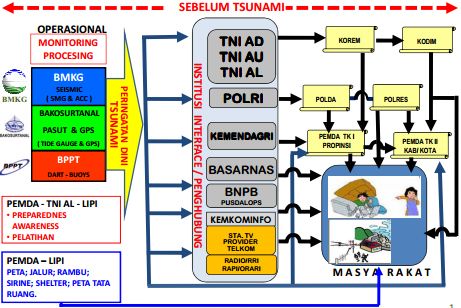 SEBELUM TSUNAMI
OPERASIONAL
MONITORING
PROCESING
BMKG
SEISMIC
( SMG & ACC )
BMKG
BAKOSURTANAL
PASUT & GPS
(TIDE GAUGE & GPS)
BAKOSURTANAL
BPPT
DART - BUOYS
BPPT
PERINGATAN DINI
TSUNAMI
PEMDA - TNI AL - LIPI
• PREPAREDNES
AWARENESS
• PELATIHAN
PEMDA – LIPI
PETA; JALUR; RAMBU;
SIRINE; SHELTER; PETA TATA
RUANG.
INSTITUSI INTERFACE / PENGHUBUNG
TNI AD
TNI AU
TNI AL
POLRI
KEMENDAGRI
BASARNAS
BNPB
PUSDALOPS
KEMKOMINFO
STA. TV
PROVIDER
TELKOM
RADIO/RRI
RAPI/ORARI
KOREM
KODIM
POLDA
POLRES
PEMDA TK I
PROPINSI
PEMDA TK II
KAB/KOTA
MASYARAKAT
1